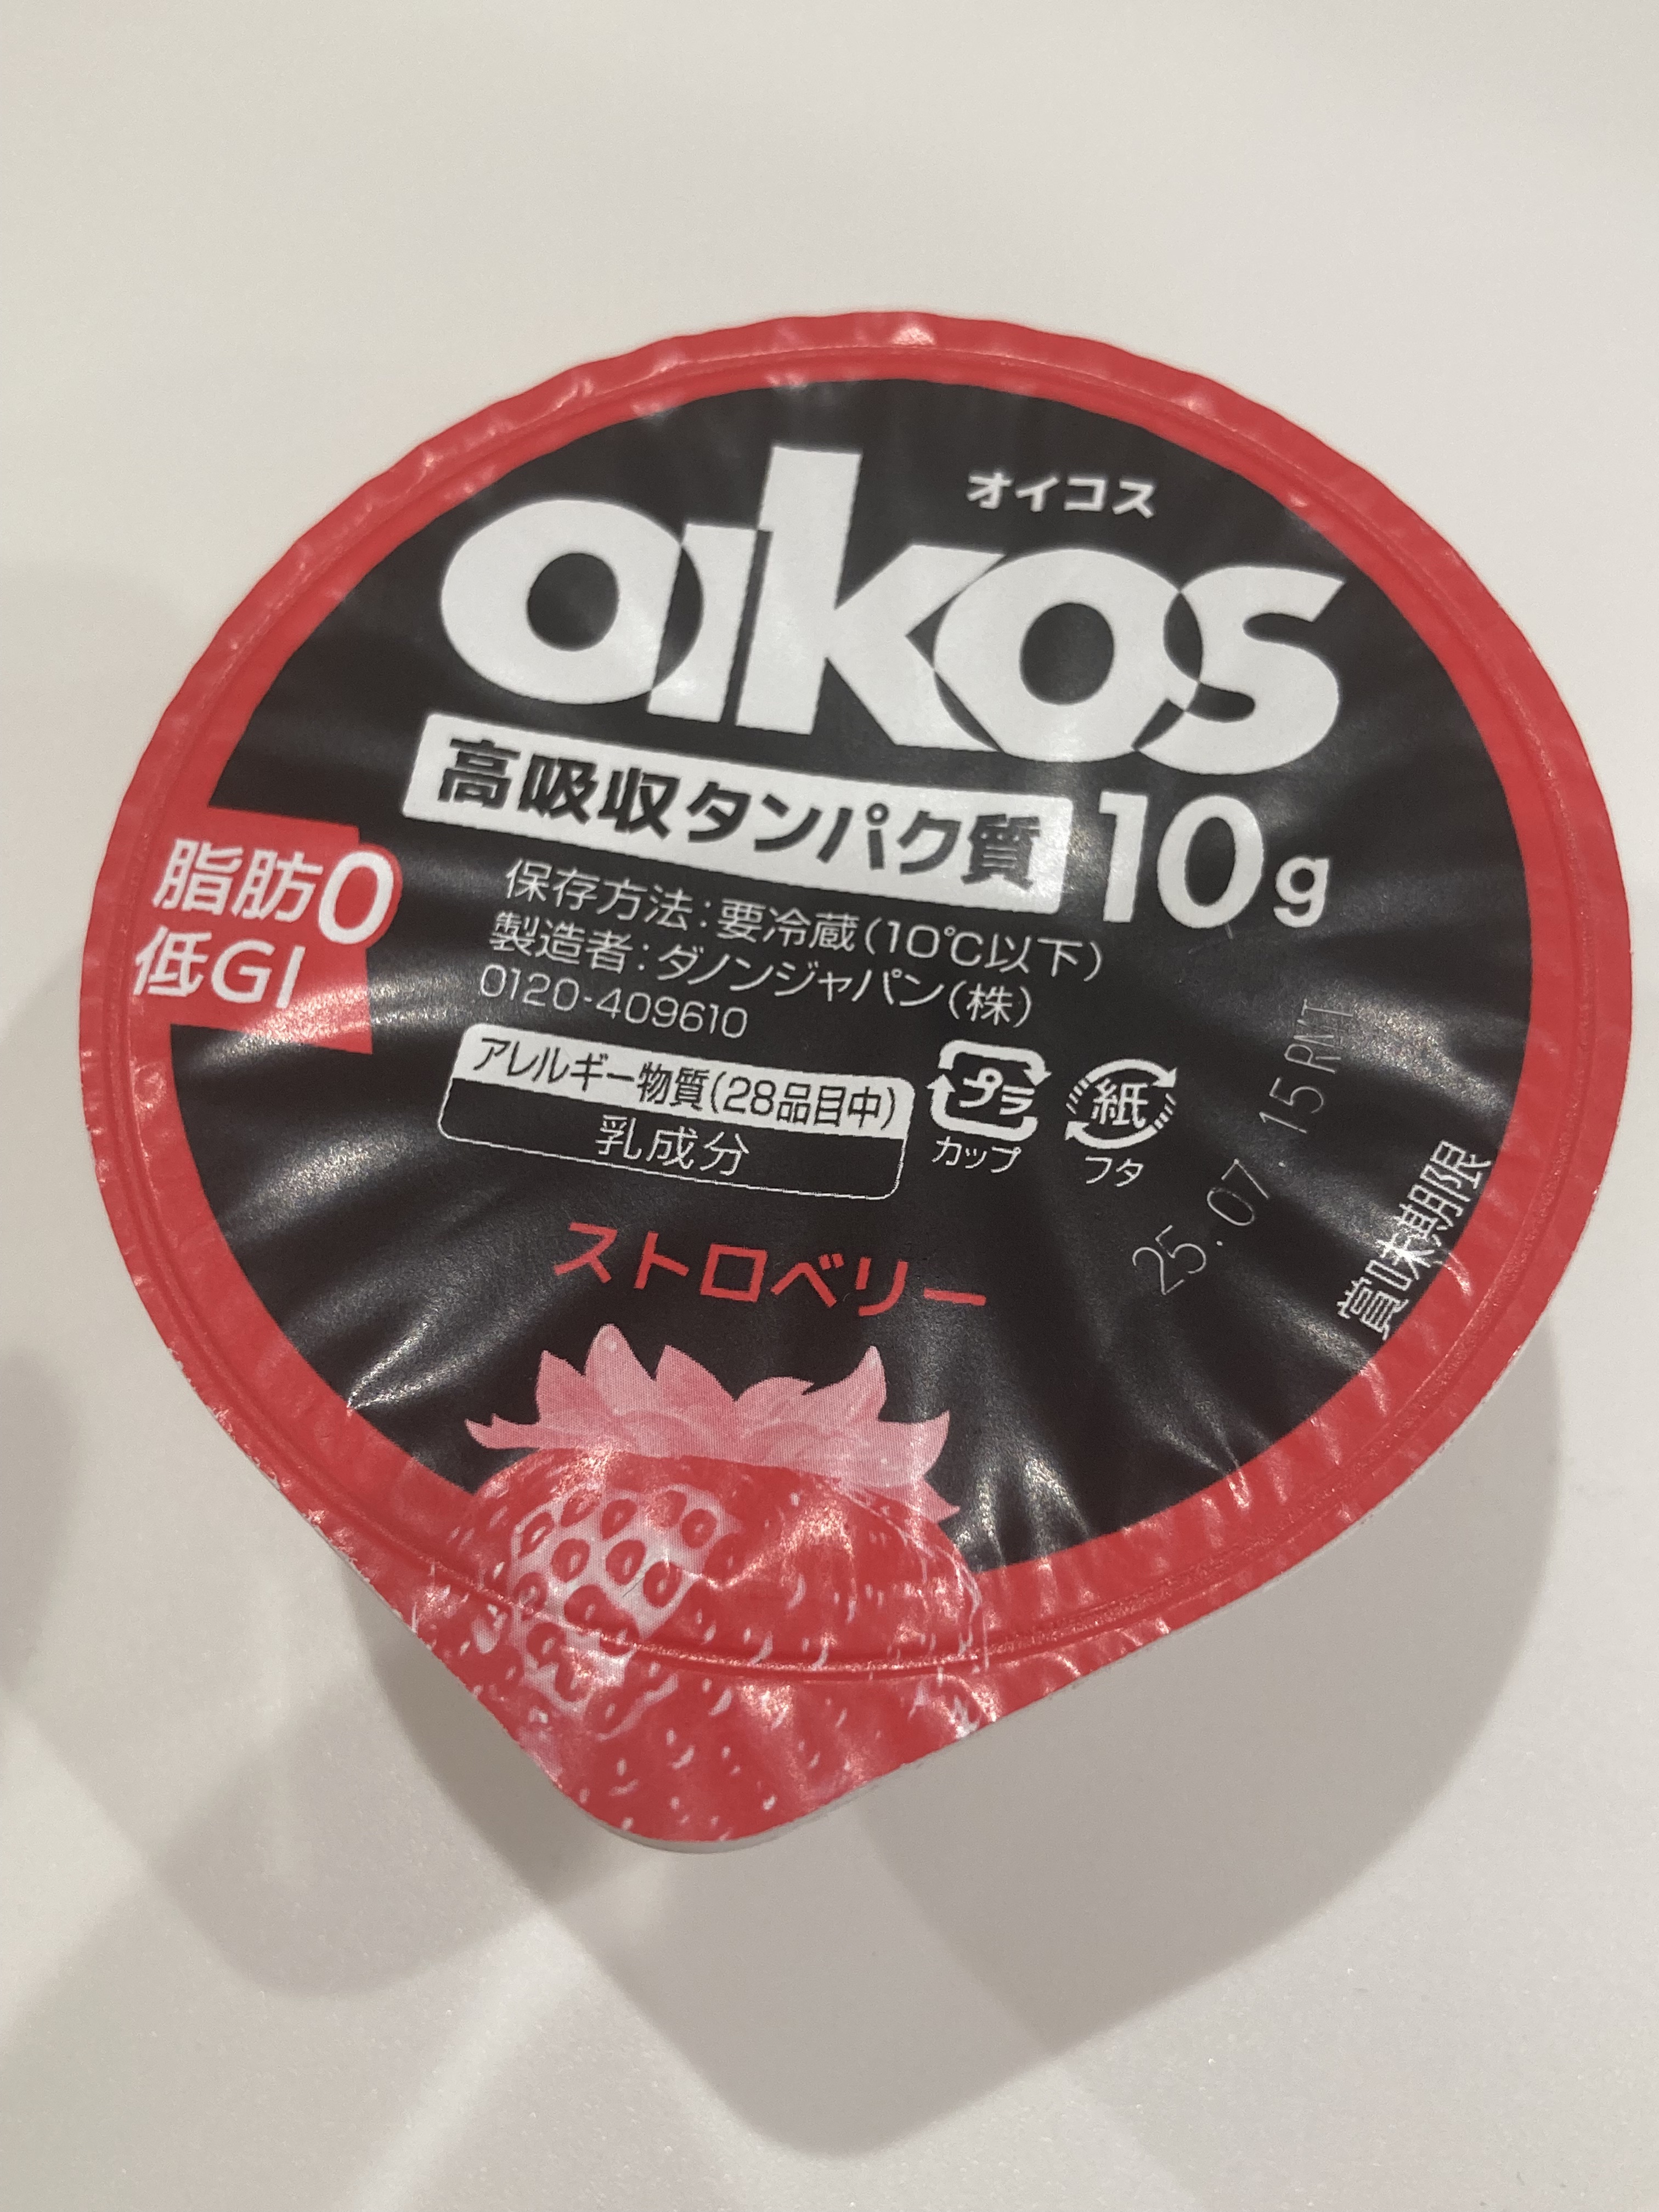 オイコス
oikos
高吸収タンパク質 10g
脂肪0
低GI
保存方法:要冷蔵(10℃以下)
製造者:ダノンジャパン(株)
0120-409610
アレルギー物質(28品目中)
乳成分
プラ
カップ
紙
フタ
25.07 15 RMT
賞味期限
ストロベリー